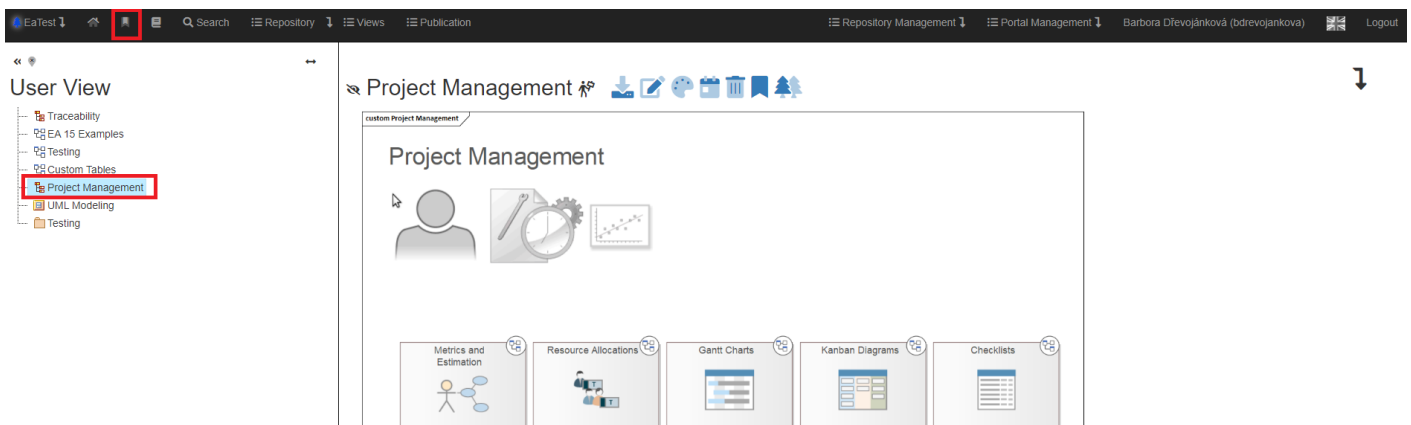 EaTest
Search
Repository
Views
Publication
Repository Management
Portal Management
Barbora Dřevojánková (bdrevojankova)
Logout
User View
Traceability
EA 15 Examples
Testing
Custom Tables
Project Management
UML Modeling
Testing
Project Management
custom Project Management
Project Management
Metrics and
Estimation
Resource Allocations
Gantt Charts
Kanban Diagrams
Checklists
T
T